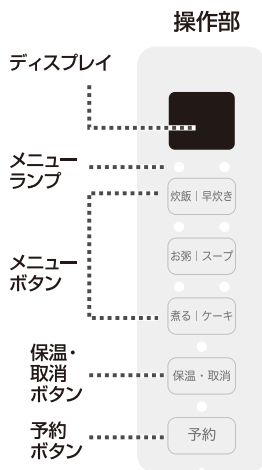 操作部
ディスプレイ
メニュー
ランプ
炊飯｜早炊き
お粥｜スープ
メニュー
ボタン
煮る｜ケーキ
保温・
取消
ボタン
保温・取消
予約
ボタン
予約